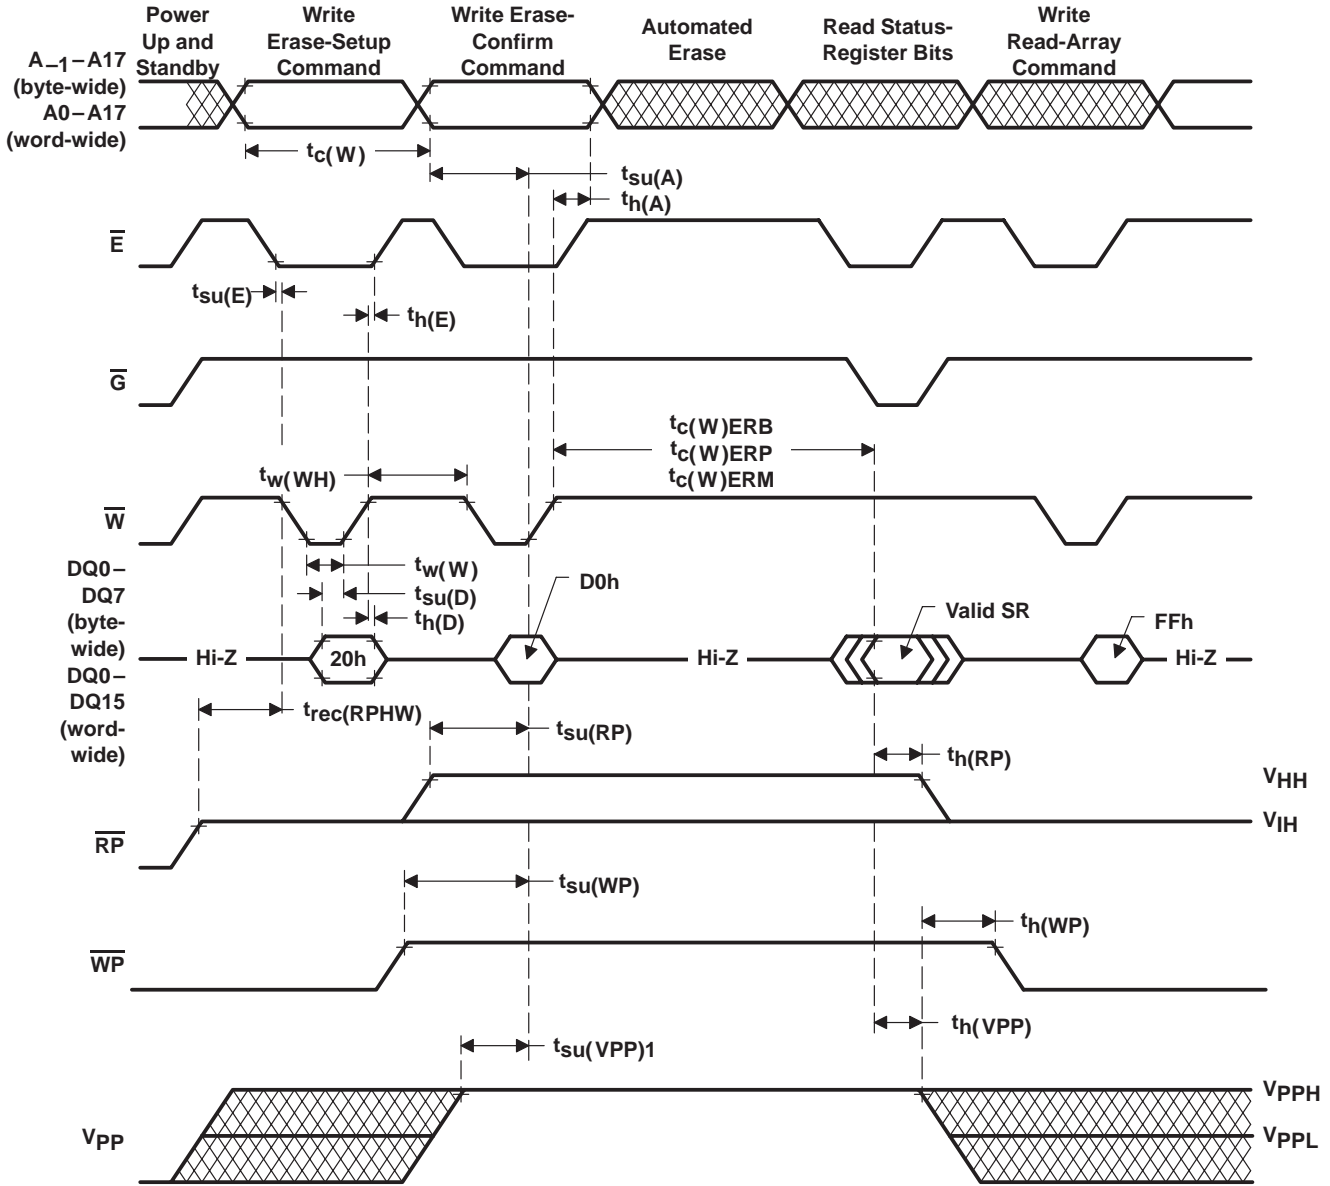 Power
Up and
Standby
Write
Erase-Setup
Command
Write Erase-
Confirm
Command
Automated
Erase
Read Status-
Register Bits
Write
Read-Array
Command
A–1–A17
(byte-wide)
A0–A17
(word-wide)
tc(W)
tsu(A)
th(A)
E
tsu(E)
th(E)
G
tc(W)ERB
tc(W)ERP
tc(W)ERM
tw(WH)
W
DQ0–
DQ7
(byte-
wide)
DQ0–
DQ15
(word-
wide)
tw(W)
tsu(D)
th(D)
D0h
Valid SR
FFh
Hi-Z
20h
Hi-Z
Hi-Z
trec(RPHW)
tsu(RP)
th(RP)
VHH
VIH
RP
tsu(WP)
th(WP)
WP
th(VPP)
tsu(VPP)1
VPPH
VPP
VPPL